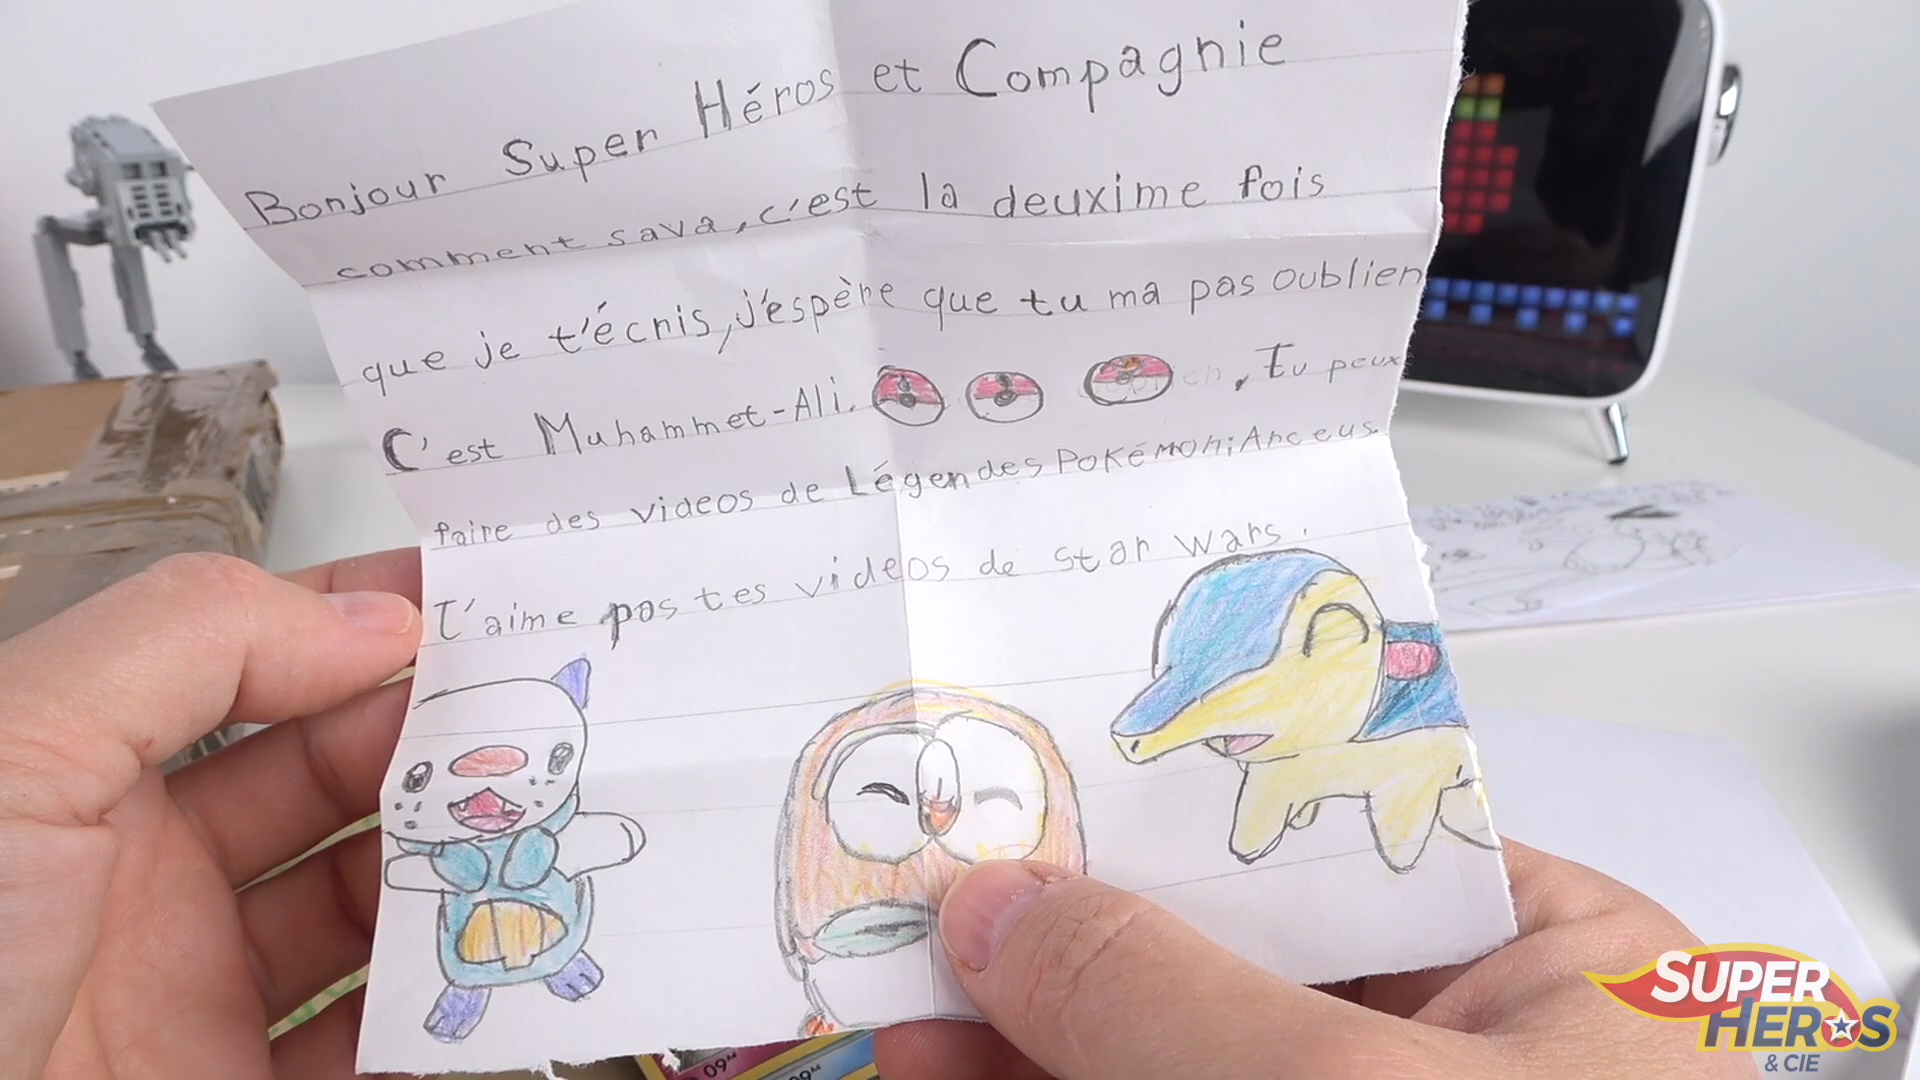 Bonjour Super Héros et Compagnie
comment sava, c'est la deuxime fois
que je t'écris, j'espère que tu ma pas oublien
C'est Muhammet-Ali. , Tu peux
faire des videos de Légendes Pokémon; Arceus.
T'aime pas tes videos de Star wars.
09M
09M
SUPER
HEROS
& CIE